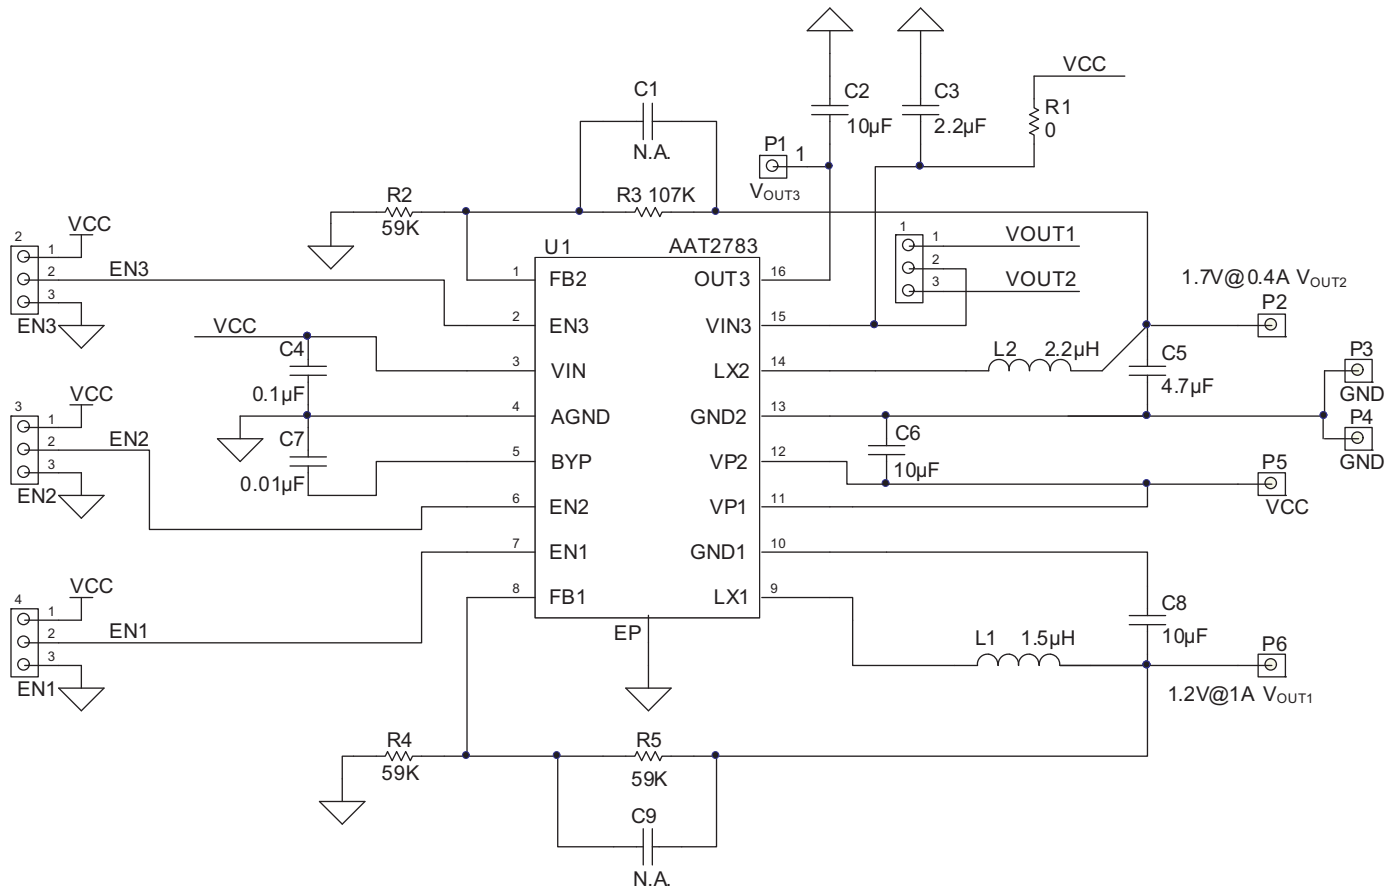 C1
N.A.
C2
10µF
C3
2.2µF
VCC
R1
0
P1
1
VOUT3
R2
59K
R3 107K
2
VCC
1
2
3
EN3
EN3
U1
AAT2783
1
FB2
2
EN3
3
VIN
4
AGND
5
BYP
6
EN2
7
EN1
8
FB1
OUT3
16
VIN3
15
LX2
14
GND2
13
VP2
12
VP1
11
GND1
10
LX1
9
EP
1
1
2
3
VOUT1
VOUT2
1.7V@0.4A VOUT2
P2
VCC
C4
0.1µF
C7
0.01µF
L2
2.2µH
C5
4.7µF
P3
GND
P4
GND
C6
10µF
P5
VCC
3
VCC
1
2
3
EN2
EN2
4
VCC
1
2
3
EN1
EN1
C8
10µF
L1
1.5µH
P6
1.2V@1A VOUT1
R4
59K
R5
59K
C9
N.A.